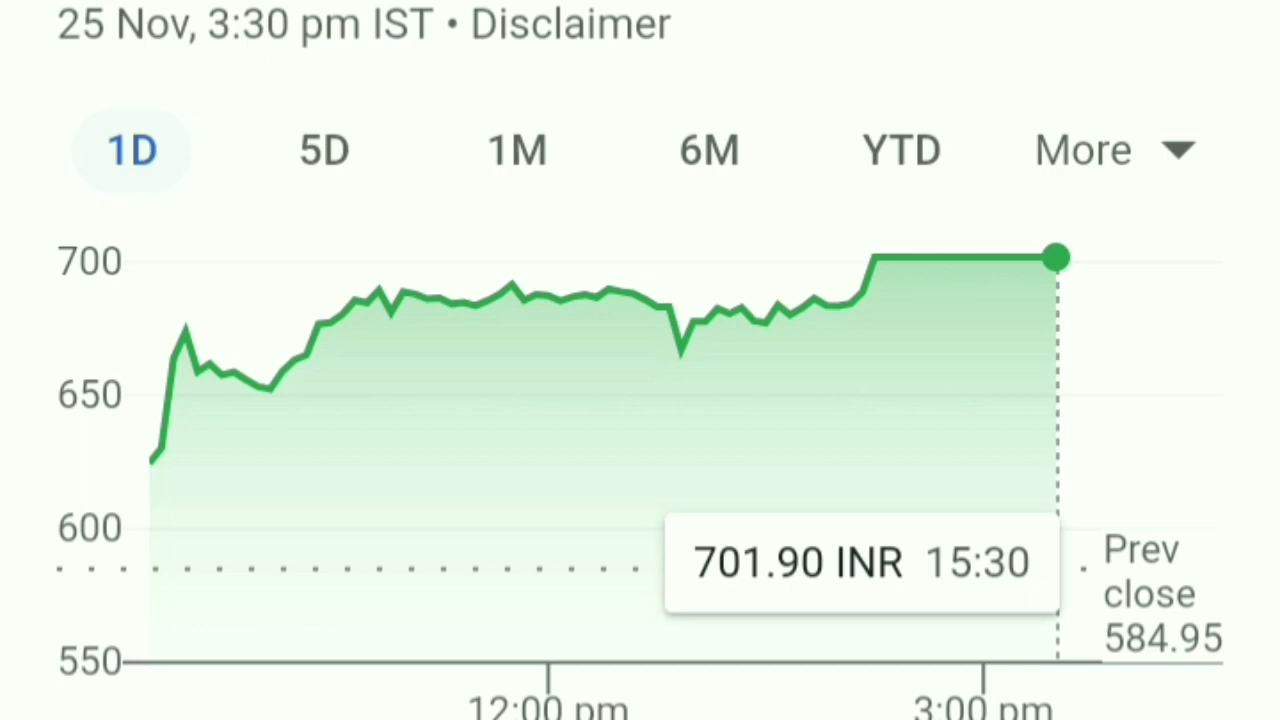 25 Nov, 3:30 pm IST • Disclaimer
1D 5D 1M 6M YTD More
700
650
600
701.90 INR 15:30
Prev
close
584.95
550
12:00 pm 3:00 pm